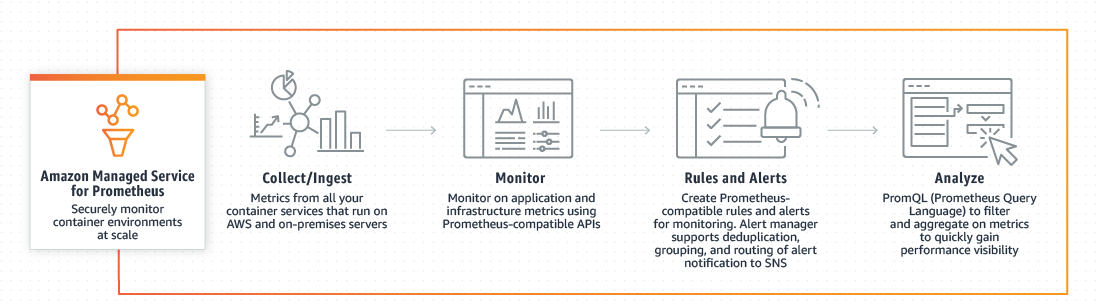 Amazon Managed Service
for Prometheus
Securely monitor
container environments
at scale
Collect/Ingest
Metrics from all your
container services that run on
AWS and on-premises servers
Monitor
Monitor on application and
infrastructure metrics using
Prometheus-compatible APIs
Rules and Alerts
Create Prometheus-
compatible rules and alerts
for monitoring. Alert manager
supports deduplication,
grouping, and routing of alert
notification to SNS
Analyze
PromQL (Prometheus Query
Language) to filter
and aggregate on metrics
to quickly gain
performance visibility